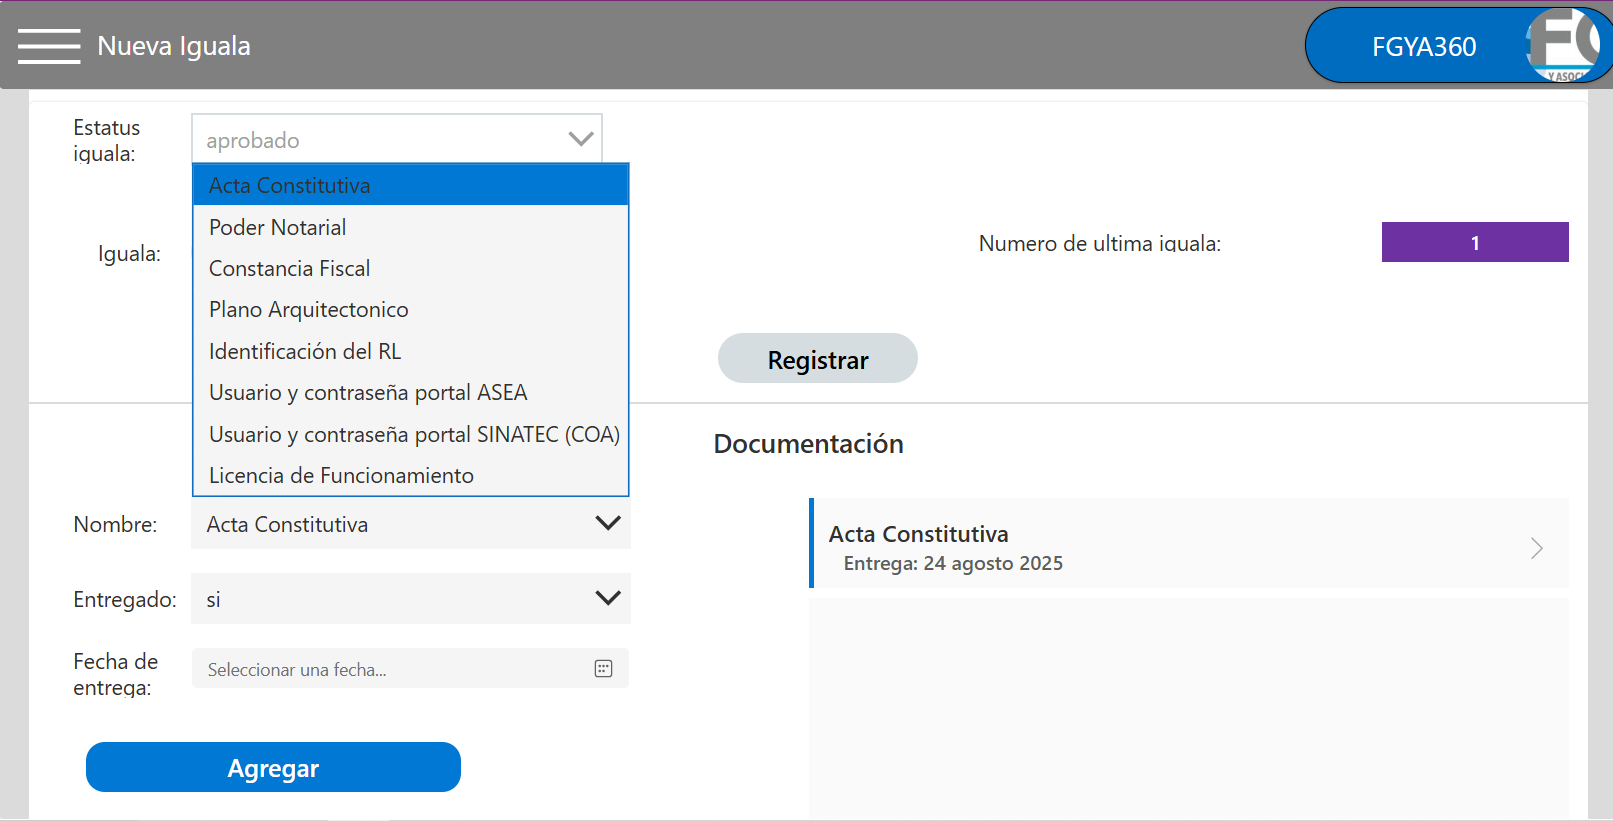 Nueva Iguala
FGYA360
FG
Y ASOCI
Estatus
iguala:
aprobado
Acta Constitutiva
Poder Notarial
Constancia Fiscal
Plano Arquitectonico
Identificación del RL
Usuario y contraseña portal ASEA
Usuario y contraseña portal SINATEC (COA)
Licencia de Funcionamiento
Iguala:
Numero de ultima iguala:
1
Registrar
Nombre:
Acta Constitutiva
Entregado:
si
Fecha de
entrega:
Seleccionar una fecha...
Agregar
Documentación
Acta Constitutiva
Entrega: 24 agosto 2025